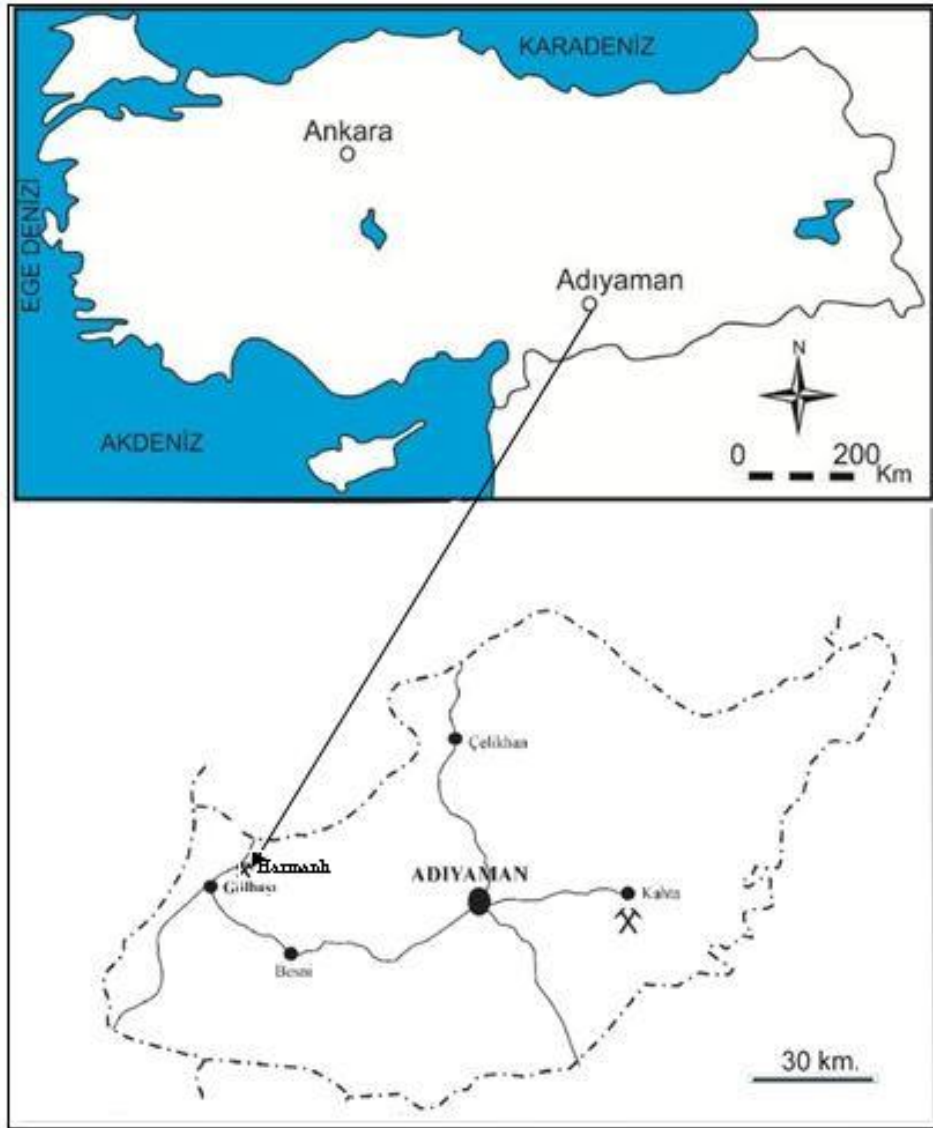 KARADENİZ
Ankara
EGE DENİZİ
Adıyaman
N
AKDENİZ
0 200
Km
Çelikhan
Harmanlı
Gölbaşı
ADIYAMAN
Kahta
Besni
30 km.